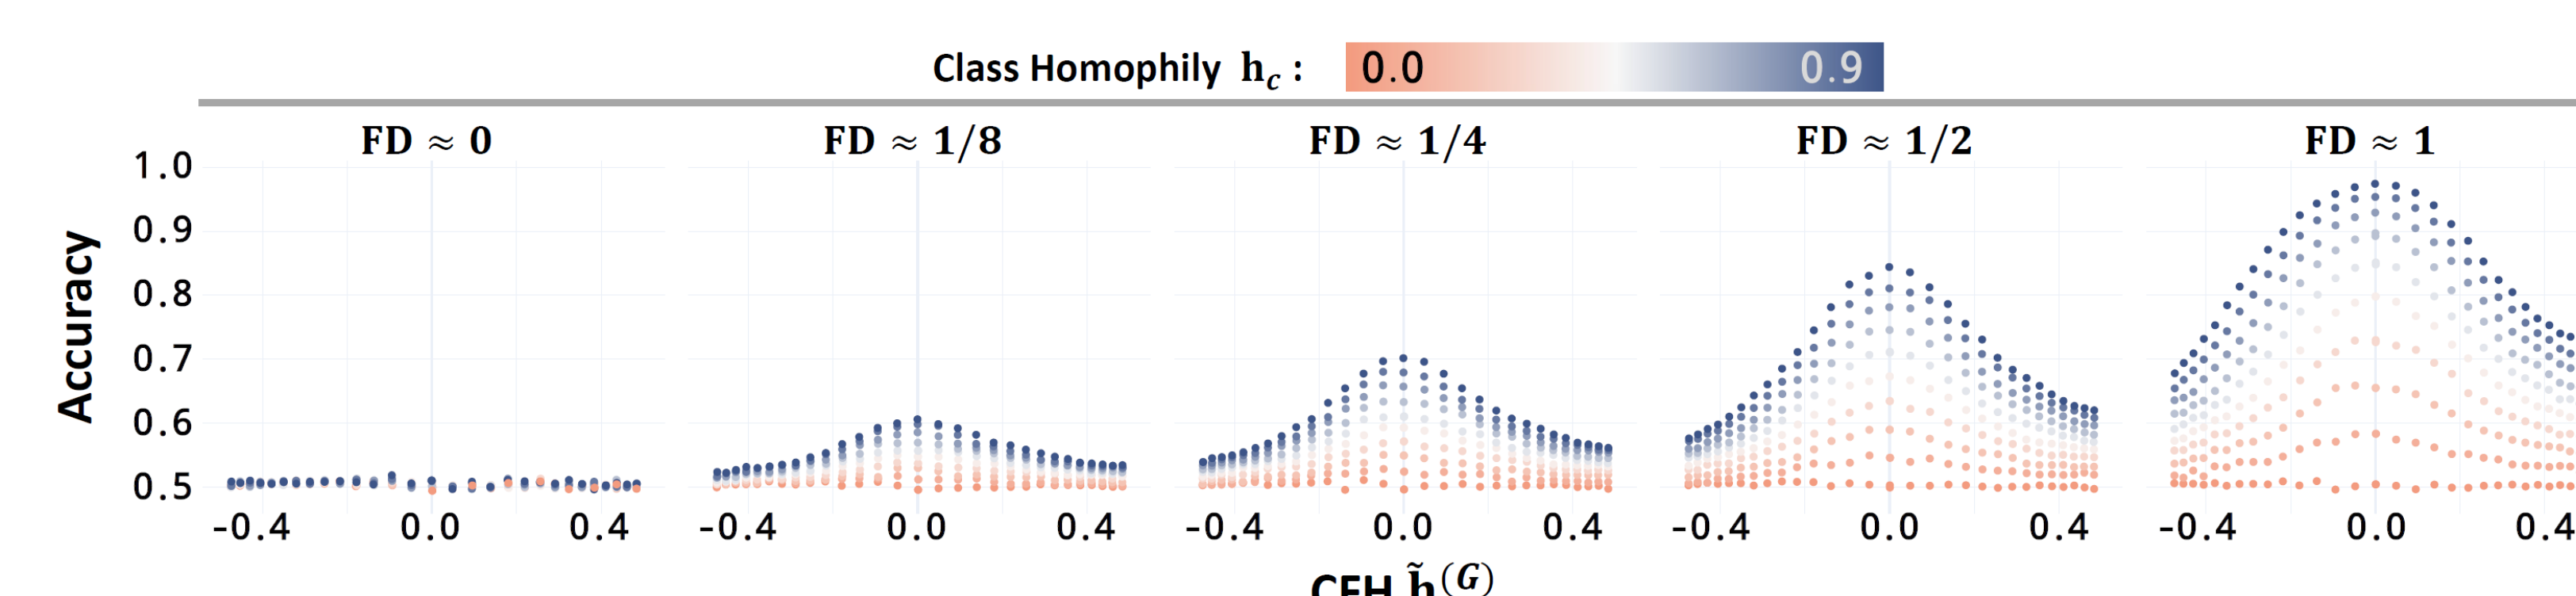 Class Homophily h_c : 0.0 0.9
FD ≈ 0 FD ≈ 1/8 FD ≈ 1/4 FD ≈ 1/2 FD ≈ 1
Accuracy
1.0
0.9
0.8
0.7
0.6
0.5
-0.4 0.0 0.4 -0.4 0.0 0.4 -0.4 0.0 0.4 -0.4 0.0 0.4 -0.4 0.0 0.4
CFH h̃^(G)